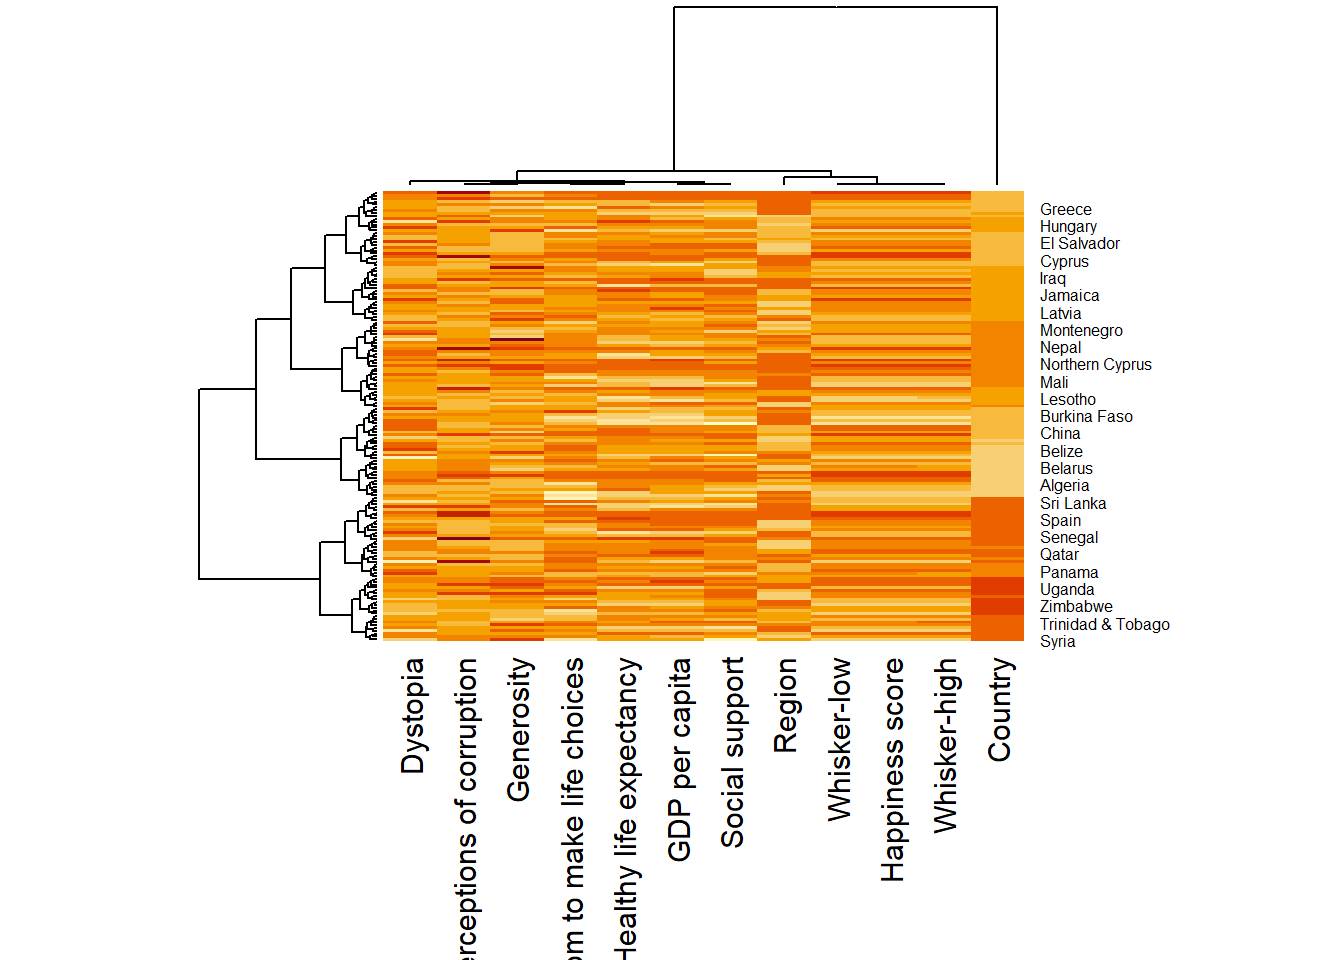 Greece
Hungary
El Salvador
Cyprus
Iraq
Jamaica
Latvia
Montenegro
Nepal
Northern Cyprus
Mali
Lesotho
Burkina Faso
China
Belize
Belarus
Algeria
Sri Lanka
Spain
Senegal
Qatar
Panama
Uganda
Zimbabwe
Trinidad & Tobago
Syria
Dystopia
erceptions of corruption
Generosity
om to make life choices
Healthy life expectancy
GDP per capita
Social support
Region
Whisker-low
Happiness score
Whisker-high
Country